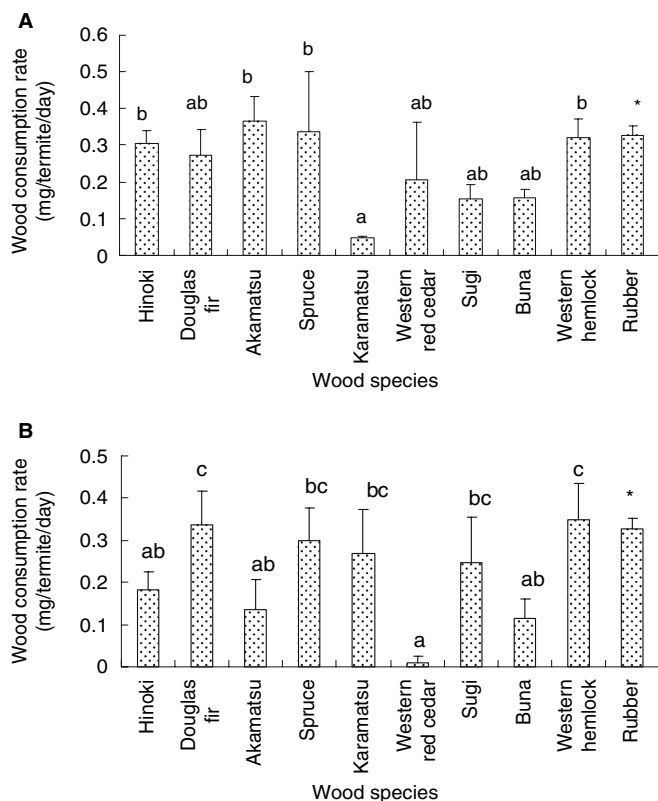 A
Wood consumption rate
(mg/termite/day)
0.6
0.5
0.4
0.3
0.2
0.1
0
b
ab
b
b
a
ab
ab
ab
b
*
Hinoki
Douglas
fir
Akamatsu
Spruce
Karamatsu
Western
red cedar
Sugi
Buna
Western
hemlock
Rubber
Wood species
B
Wood consumption rate
(mg/termite/day)
0.5
0.4
0.3
0.2
0.1
0
ab
c
ab
bc
bc
a
bc
ab
c
*
Hinoki
Douglas
fir
Akamatsu
Spruce
Karamatsu
Western
red cedar
Sugi
Buna
Western
hemlock
Rubber
Wood species